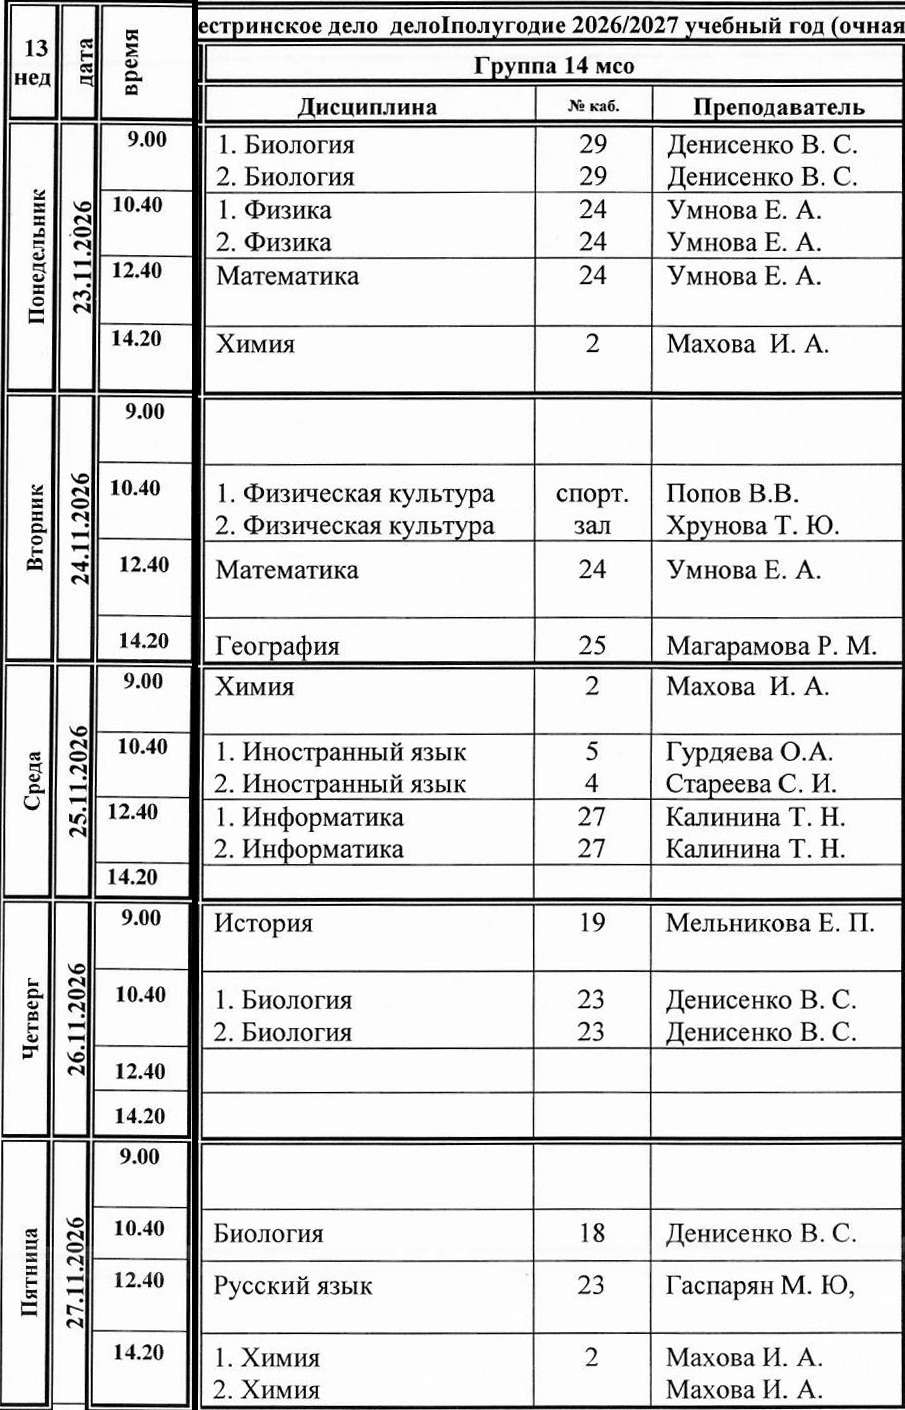 естринское дело делоIполугодие 2026/2027 учебный год (очная
13 нед дата время
Группа 14 мсо
Дисциплина № каб. Преподаватель
Понедельник 23.11.2026
9.00 1. Биология 29 Денисенко В. С.
2. Биология 29 Денисенко В. С.
10.40 1. Физика 24 Умнова Е. А.
2. Физика 24 Умнова Е. А.
12.40 Математика 24 Умнова Е. А.
14.20 Химия 2 Махова И. А.
Вторник 24.11.2026
9.00
10.40 1. Физическая культура спорт. Попов В.В.
2. Физическая культура зал Хрунова Т. Ю.
12.40 Математика 24 Умнова Е. А.
14.20 География 25 Магарамова Р. М.
Среда 25.11.2026
9.00 Химия 2 Махова И. А.
10.40 1. Иностранный язык 5 Гурдяева О.А.
2. Иностранный язык 4 Стареева С. И.
12.40 1. Информатика 27 Калинина Т. Н.
2. Информатика 27 Калинина Т. Н.
14.20
Четверг 26.11.2026
9.00 История 19 Мельникова Е. П.
10.40 1. Биология 23 Денисенко В. С.
2. Биология 23 Денисенко В. С.
12.40
14.20
Пятница 27.11.2026
9.00
10.40 Биология 18 Денисенко В. С.
12.40 Русский язык 23 Гаспарян М. Ю,
14.20 1. Химия 2 Махова И. А.
2. Химия Махова И. А.